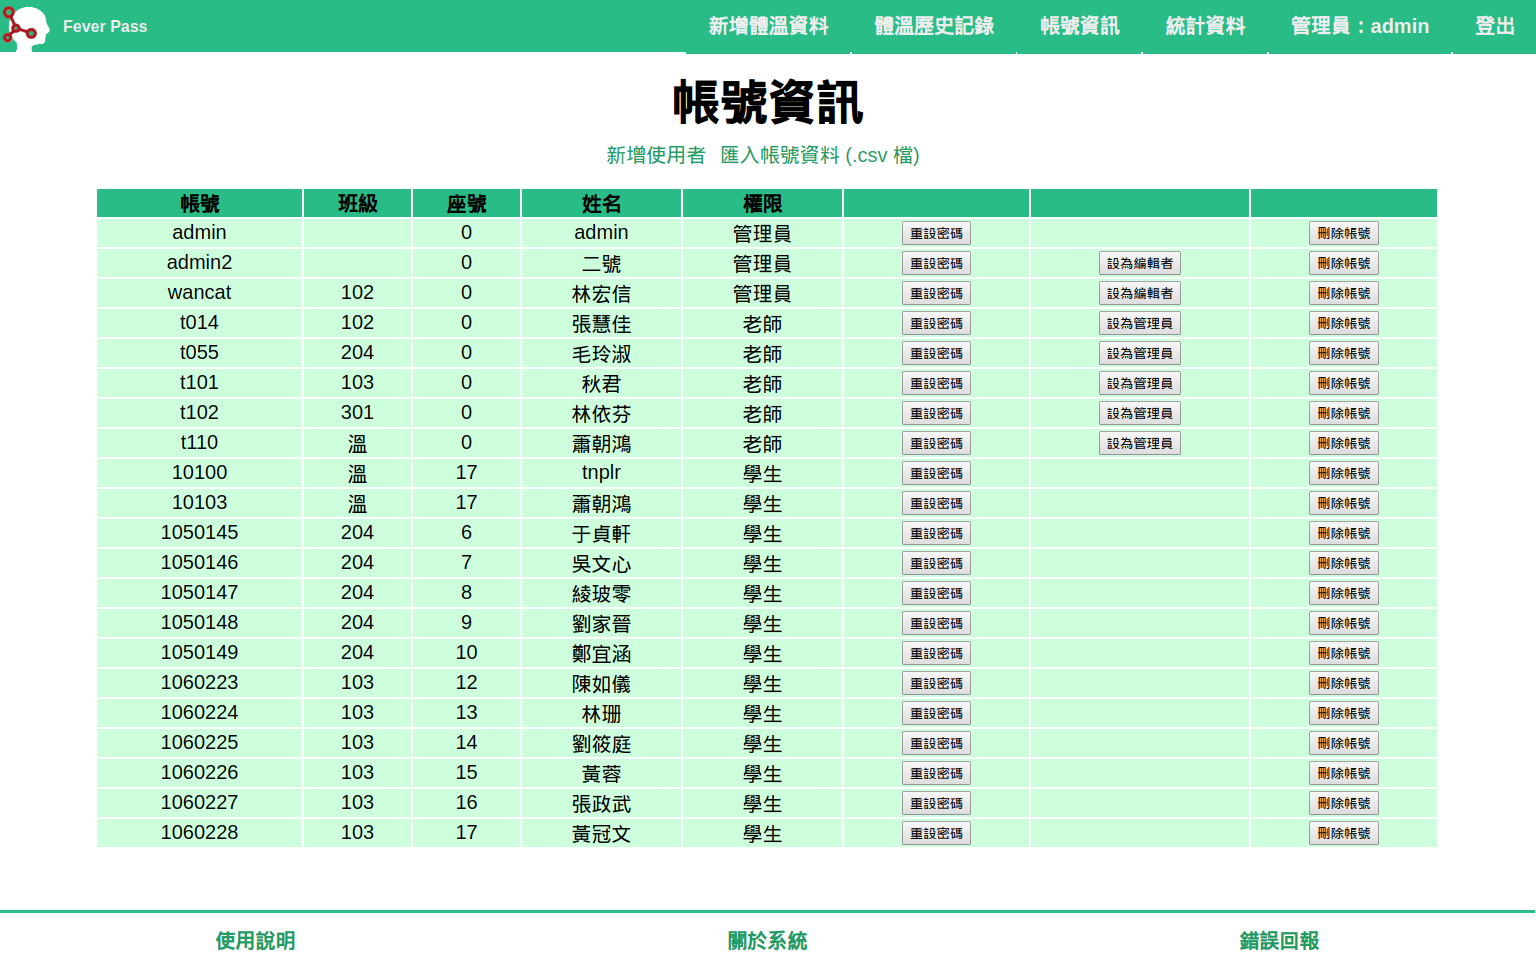 Fever Pass 新增體溫資料 體溫歷史記錄 帳號資訊 統計資料 管理員：admin 登出
帳號資訊
新增使用者 匯入帳號資料 (.csv 檔)
帳號 班級 座號 姓名 權限
admin 0 admin 管理員 重設密碼 刪除帳號
admin2 0 二號 管理員 重設密碼 設為編輯者 刪除帳號
wancat 102 0 林宏信 管理員 重設密碼 設為編輯者 刪除帳號
t014 102 0 張慧佳 老師 重設密碼 設為管理員 刪除帳號
t055 204 0 毛玲淑 老師 重設密碼 設為管理員 刪除帳號
t101 103 0 秋君 老師 重設密碼 設為管理員 刪除帳號
t102 301 0 林依芬 老師 重設密碼 設為管理員 刪除帳號
t110 溫 0 蕭朝鴻 老師 重設密碼 設為管理員 刪除帳號
10100 溫 17 tnplr 學生 重設密碼 刪除帳號
10103 溫 17 蕭朝鴻 學生 重設密碼 刪除帳號
1050145 204 6 于貞軒 學生 重設密碼 刪除帳號
1050146 204 7 吳文心 學生 重設密碼 刪除帳號
1050147 204 8 綾玻零 學生 重設密碼 刪除帳號
1050148 204 9 劉家晉 學生 重設密碼 刪除帳號
1050149 204 10 鄭宜涵 學生 重設密碼 刪除帳號
1060223 103 12 陳如儀 學生 重設密碼 刪除帳號
1060224 103 13 林珊 學生 重設密碼 刪除帳號
1060225 103 14 劉筱庭 學生 重設密碼 刪除帳號
1060226 103 15 黃蓉 學生 重設密碼 刪除帳號
1060227 103 16 張政武 學生 重設密碼 刪除帳號
1060228 103 17 黃冠文 學生 重設密碼 刪除帳號
使用說明 關於系統 錯誤回報